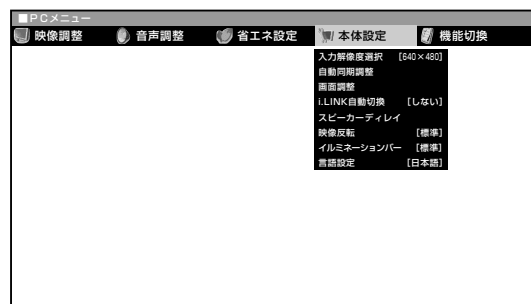 ■PCメニュー
映像調整 音声調整 省エネ設定 本体設定 機能切換
入力解像度選択 [640×480]
自動同期調整
画面調整
i.LINK自動切換 [しない]
スピーカーディレイ
映像反転 [標準]
イルミネーションバー [標準]
言語設定 [日本語]